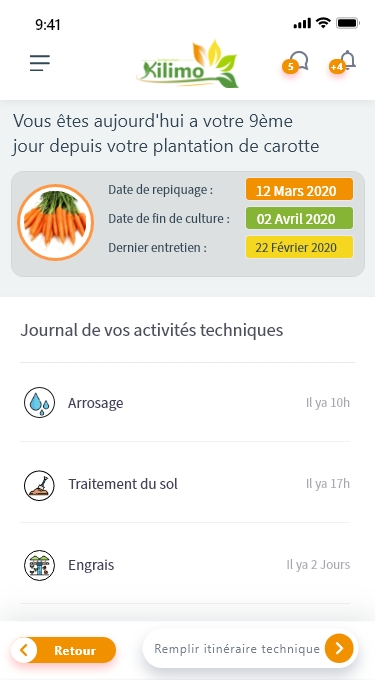 9:41
Kilimo
5
+4
Vous êtes aujourd'hui a votre 9ème
jour depuis votre plantation de carotte
Date de repiquage : 12 Mars 2020
Date de fin de culture : 02 Avril 2020
Dernier entretien : 22 Février 2020
Journal de vos activités techniques
Arrosage Il ya 10h
Traitement du sol Il ya 17h
Engrais Il ya 2 Jours
Retour Remplir itinéraire technique